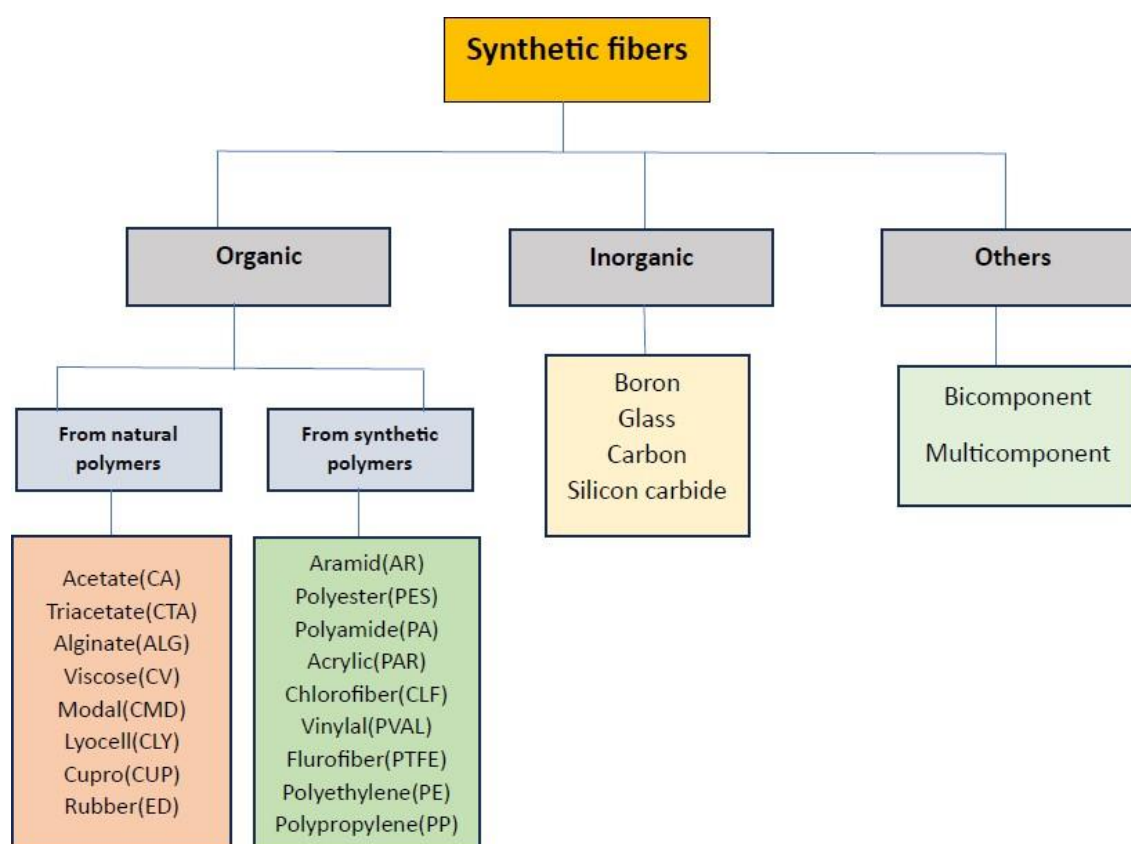 Synthetic fibers
Organic
Inorganic
Others
From natural
polymers
From synthetic
polymers
Boron
Glass
Carbon
Silicon carbide
Bicomponent
Multicomponent
Acetate(CA)
Triacetate(CTA)
Alginate(ALG)
Viscose(CV)
Modal(CMD)
Lyocell(CLY)
Cupro(CUP)
Rubber(ED)
Aramid(AR)
Polyester(PES)
Polyamide(PA)
Acrylic(PAR)
Chlorofiber(CLF)
Vinylal(PVAL)
Flurofiber(PTFE)
Polyethylene(PE)
Polypropylene(PP)